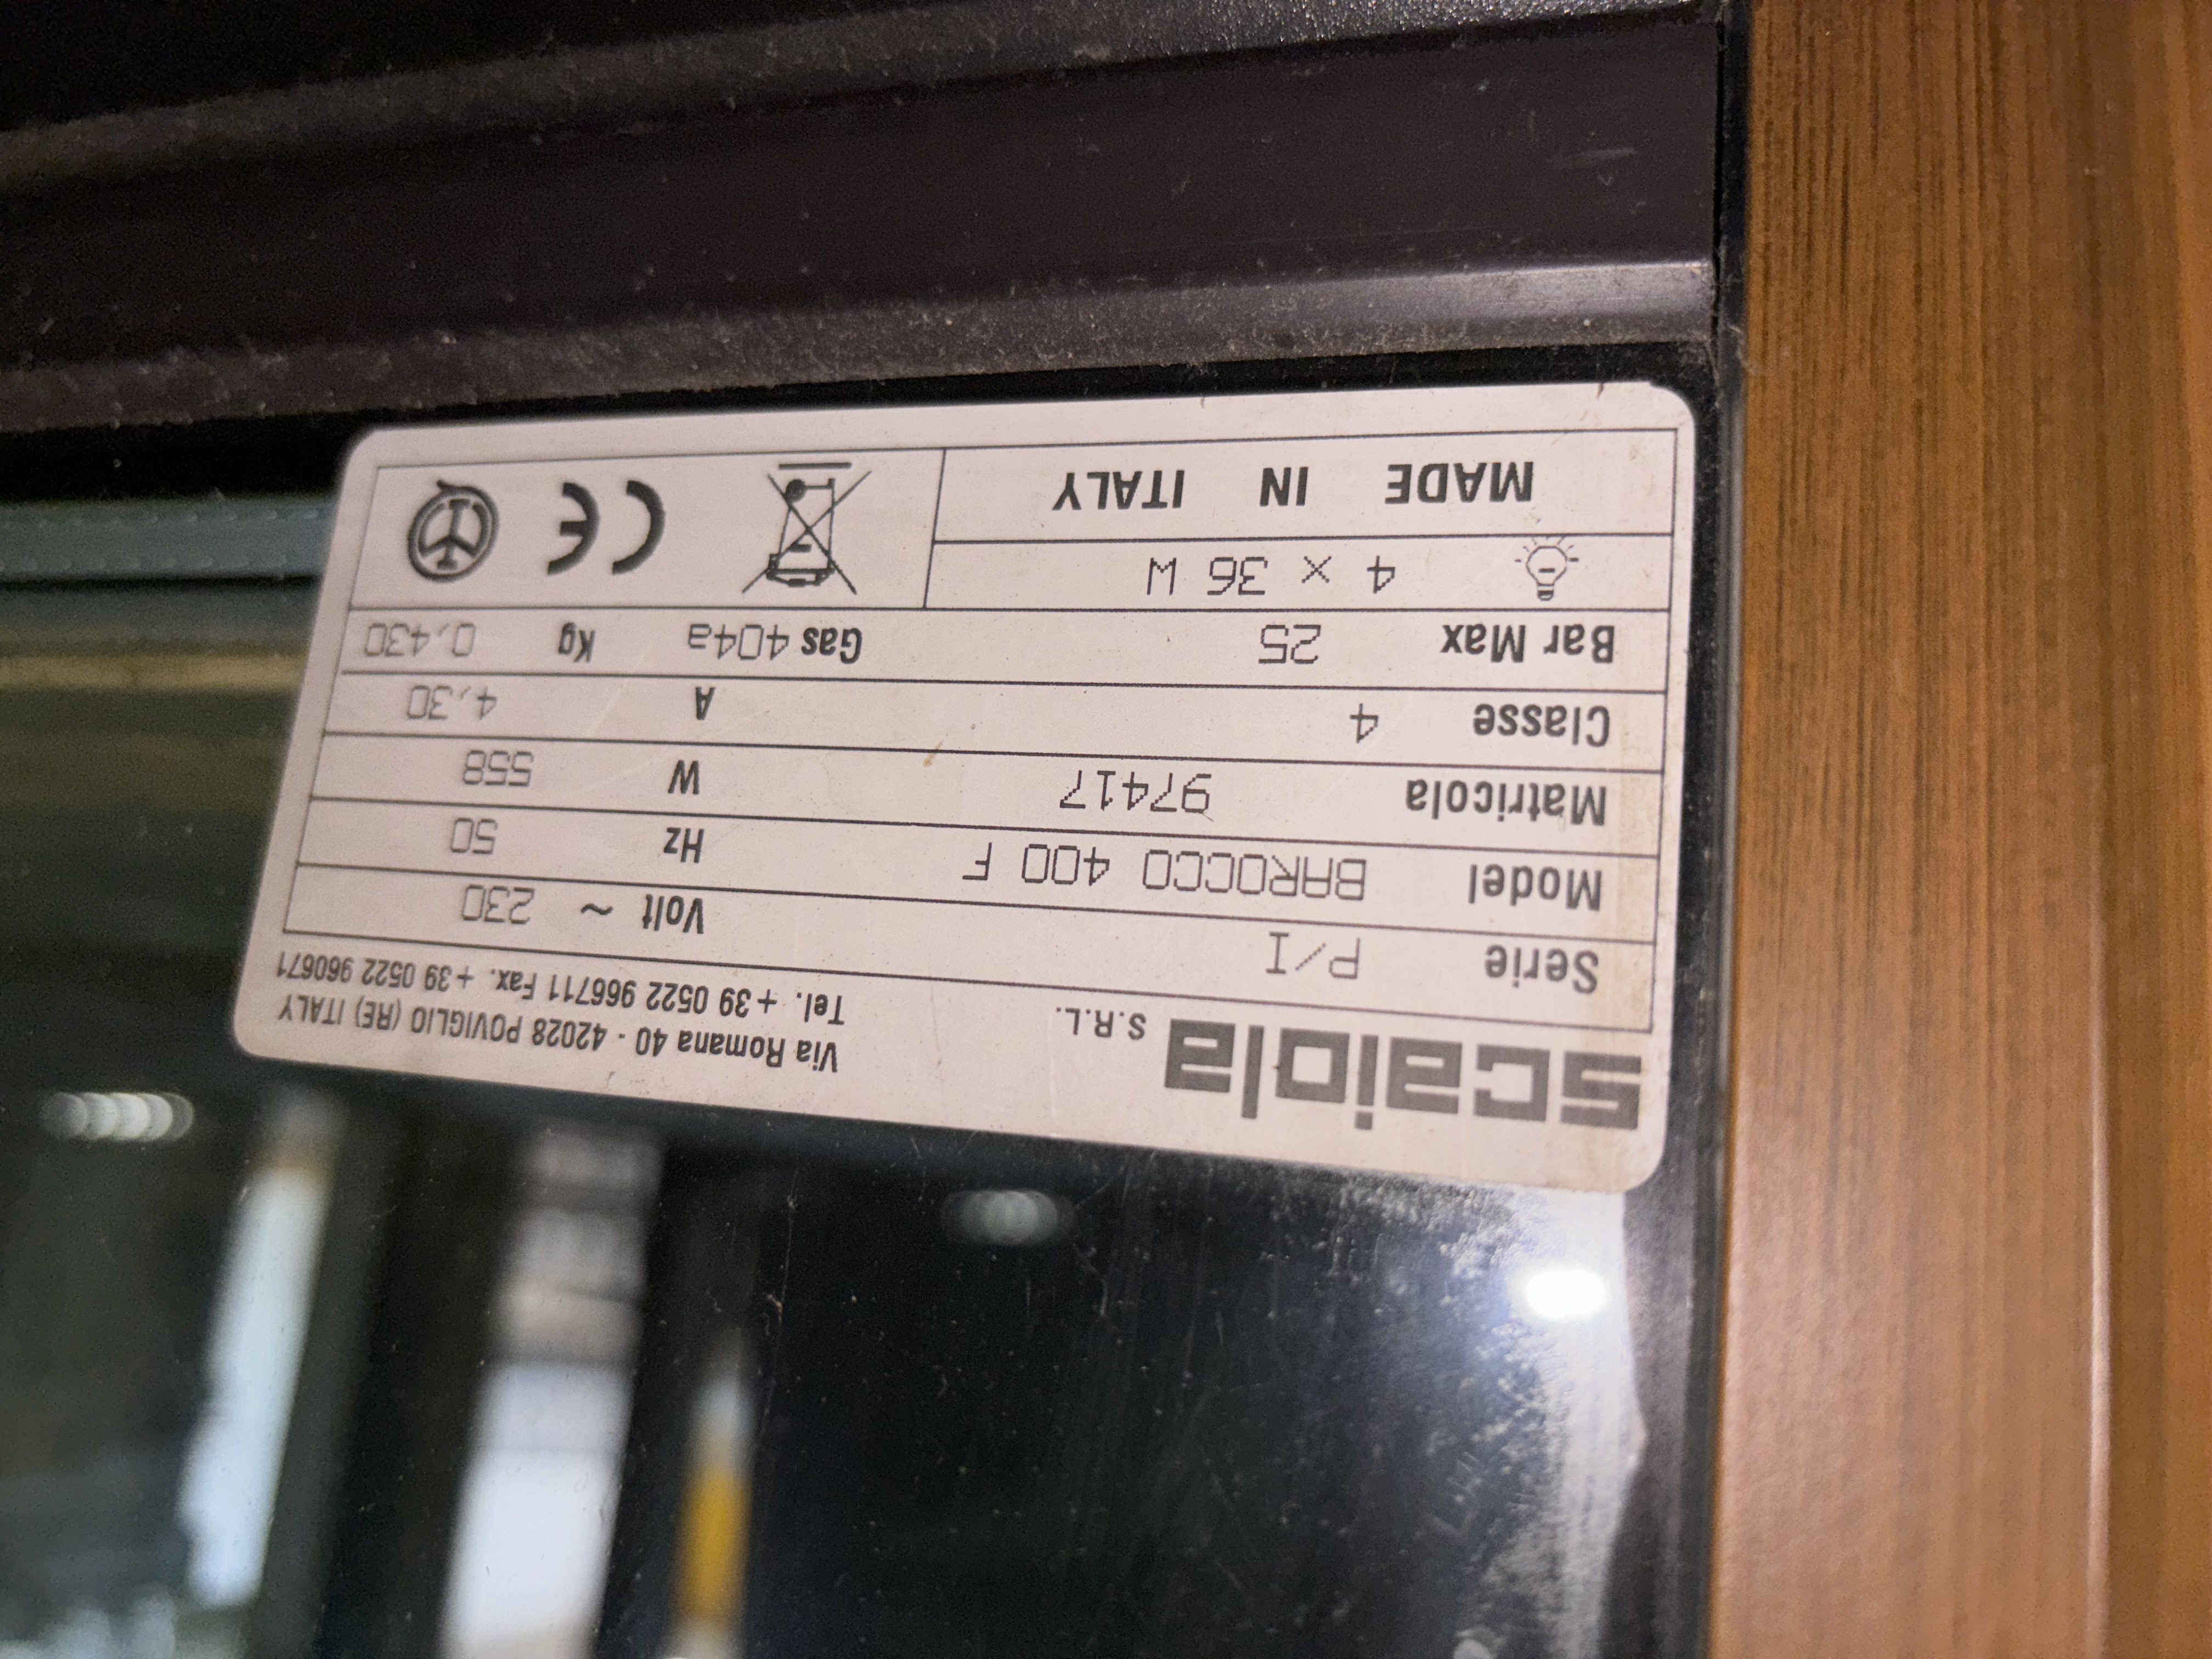 scaiola S.R.L.
Via Romana 40 - 42028 POVIGLIO (RE) ITALY
Tel. +39 0522 966711 Fax. +39 0522 960671
Serie P/I Volt ~ 230
Model BAROCCO 400 F Hz 50
Matricola 97417 W 558
Classe 4 A 4,30
Bar Max 25 Gas 404a Kg 0,430
4 x 36 W
MADE IN ITALY
CE